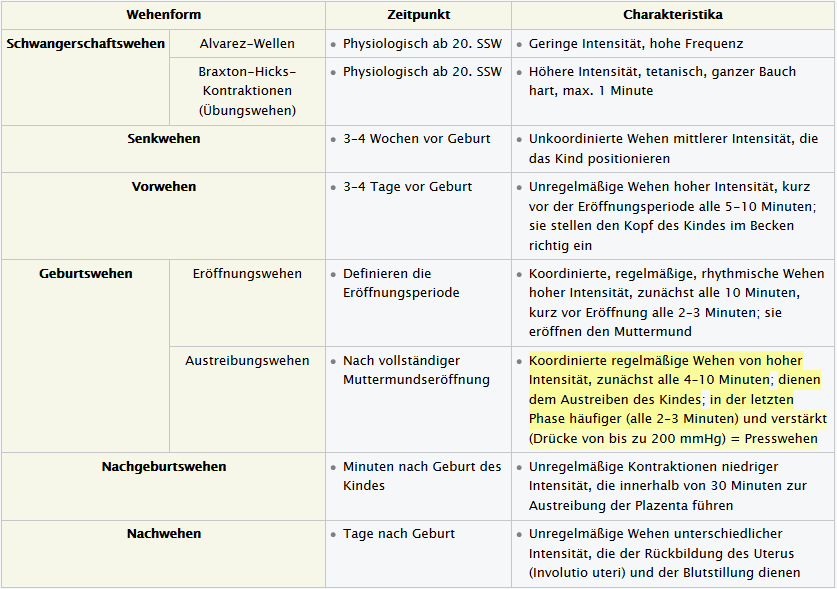 Wehenform
Zeitpunkt
Charakteristika
Schwangerschaftswehen
Alvarez-Wellen
Physiologisch ab 20. SSW
Geringe Intensität, hohe Frequenz
Braxton-Hicks-
Kontraktionen
(Übungswehen)
Physiologisch ab 20. SSW
Höhere Intensität, tetanisch, ganzer Bauch
hart, max. 1 Minute
Senkwehen
3-4 Wochen vor Geburt
Unkoordinierte Wehen mittlerer Intensität, die
das Kind positionieren
Vorwehen
3-4 Tage vor Geburt
Unregelmäßige Wehen hoher Intensität, kurz
vor der Eröffnungsperiode alle 5-10 Minuten;
sie stellen den Kopf des Kindes im Becken
richtig ein
Geburtswehen
Eröffnungswehen
Definieren die
Eröffnungsperiode
Koordinierte, regelmäßige, rhythmische Wehen
hoher Intensität, zunächst alle 10 Minuten,
kurz vor Eröffnung alle 2-3 Minuten; sie
eröffnen den Muttermund
Austreibungswehen
Nach vollständiger
Muttermundseröffnung
Koordinierte regelmäßige Wehen von hoher
Intensität, zunächst alle 4-10 Minuten; dienen
dem Austreiben des Kindes; in der letzten
Phase häufiger (alle 2-3 Minuten) und verstärkt
(Drücke von bis zu 200 mmHg) = Presswehen
Nachgeburtswehen
Minuten nach Geburt des
Kindes
Unregelmäßige Kontraktionen niedriger
Intensität, die innerhalb von 30 Minuten zur
Austreibung der Plazenta führen
Nachwehen
Tage nach Geburt
Unregelmäßige Wehen unterschiedlicher
Intensität, die der Rückbildung des Uterus
(Involutio uteri) und der Blutstillung dienen